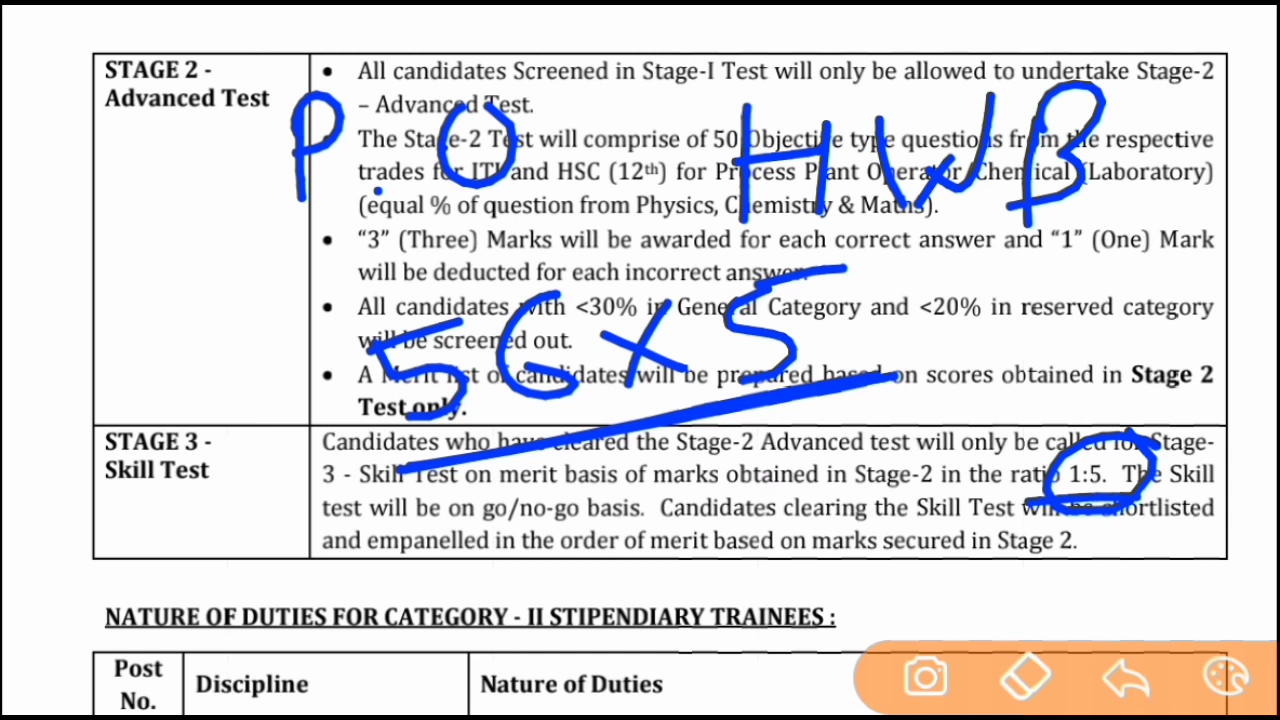 STAGE 2 -
Advanced Test
• All candidates Screened in Stage-I Test will only be allowed to undertake Stage-2
– Advanced Test.
• The Stage-2 Test will comprise of 50 Objective type questions from the respective
trades for ITI and HSC (12th) for Process Plant Operator/Chemical (Laboratory)
(equal % of question from Physics, Chemistry & Maths).
• “3” (Three) Marks will be awarded for each correct answer and “1” (One) Mark
will be deducted for each incorrect answer.
• All candidates with <30% in General Category and <20% in reserved category
will be screened out.
• A Merit list of candidates will be prepared based on scores obtained in Stage 2
Test only.
P. O HWB
56x5
STAGE 3 -
Skill Test
Candidates who have cleared the Stage-2 Advanced test will only be called for Stage-
3 - Skill Test on merit basis of marks obtained in Stage-2 in the ratio 1:5. The Skill
test will be on go/no-go basis. Candidates clearing the Skill Test will be shortlisted
and empanelled in the order of merit based on marks secured in Stage 2.
NATURE OF DUTIES FOR CATEGORY - II STIPENDIARY TRAINEES :
Post
No.
Discipline
Nature of Duties